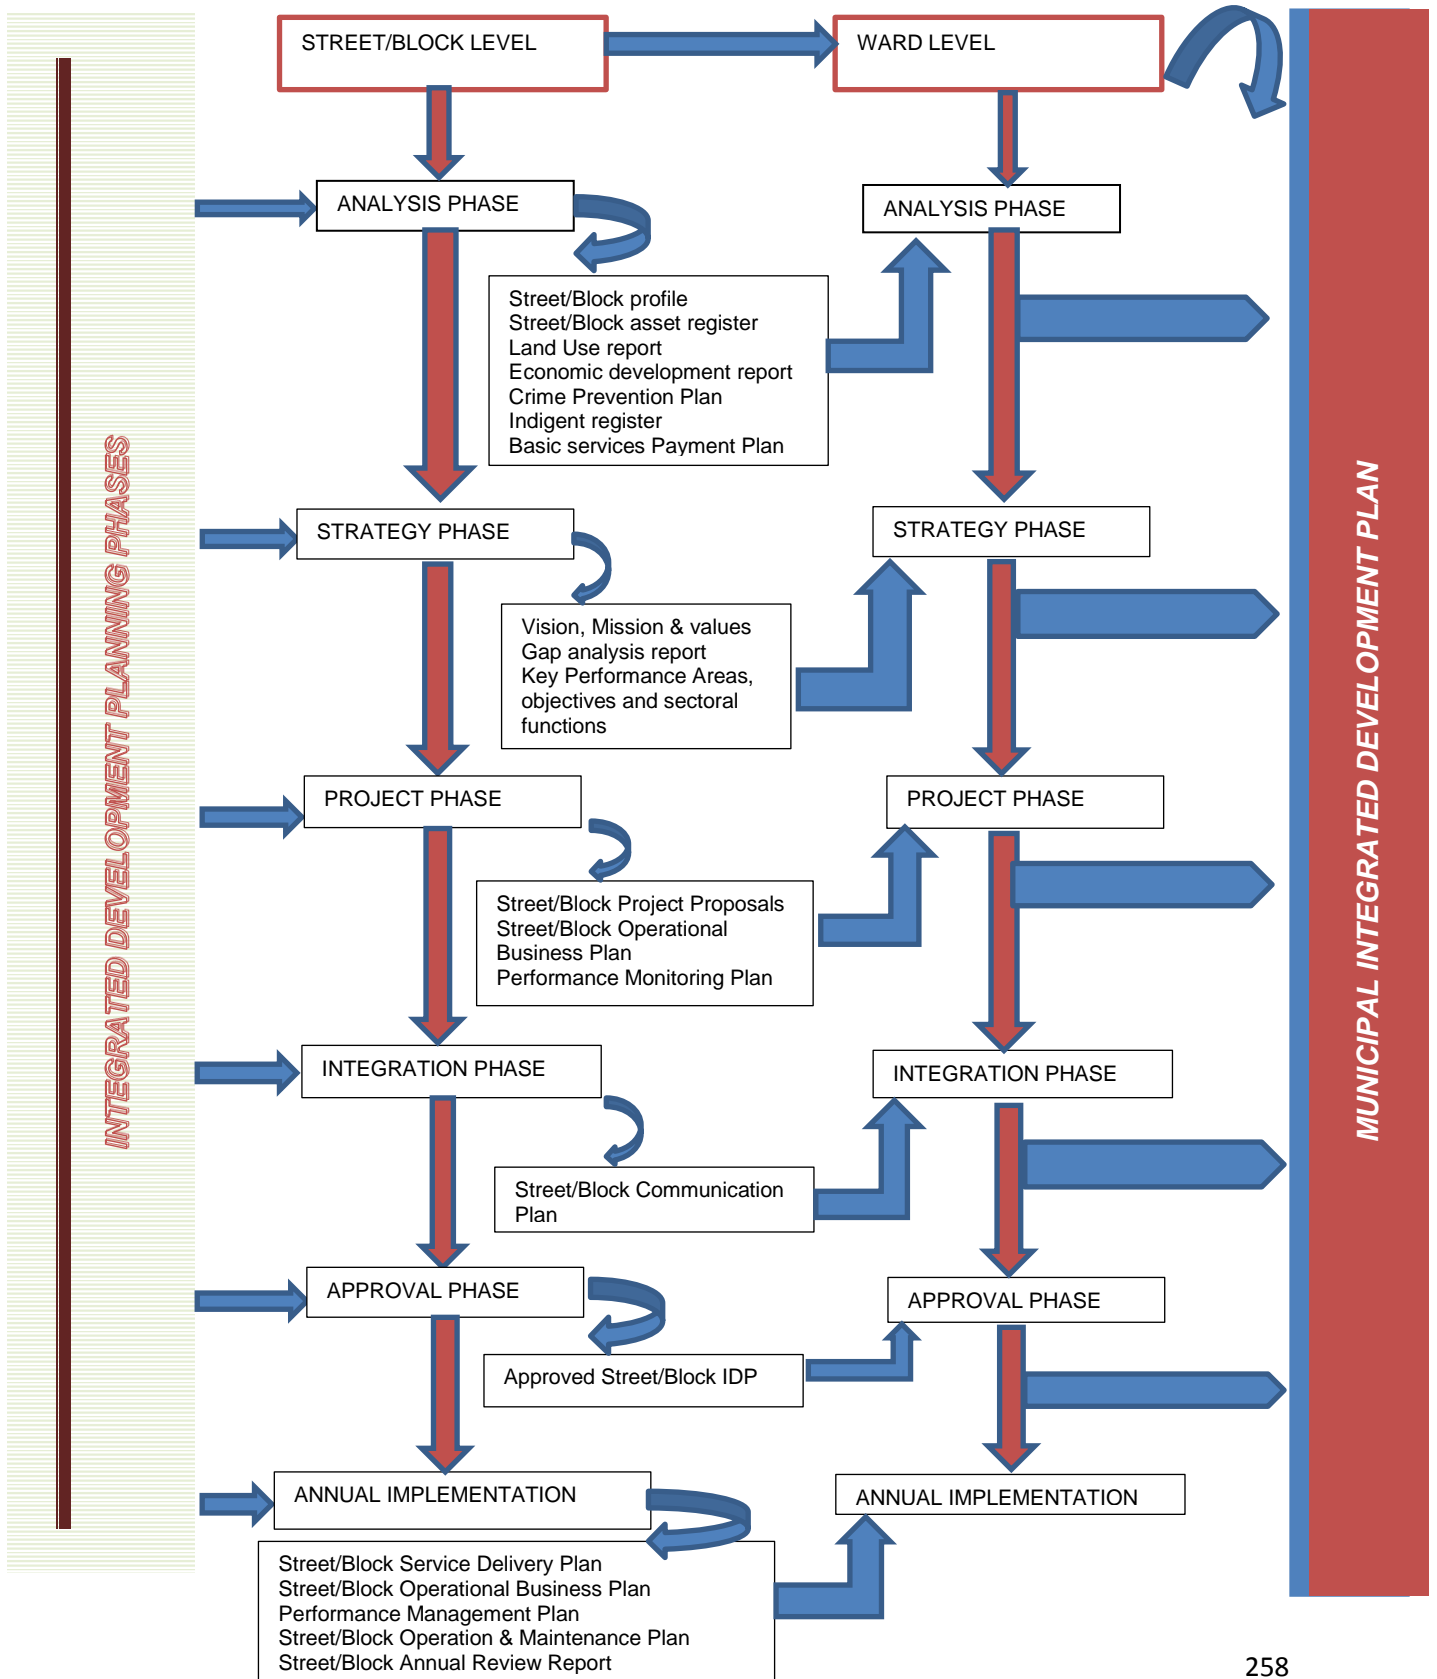 STREET/BLOCK LEVEL
WARD LEVEL
ANALYSIS PHASE
ANALYSIS PHASE
Street/Block profile
Street/Block asset register
Land Use report
Economic development report
Crime Prevention Plan
Indigent register
Basic services Payment Plan
STRATEGY PHASE
STRATEGY PHASE
Vision, Mission & values
Gap analysis report
Key Performance Areas,
objectives and sectoral
functions
PROJECT PHASE
PROJECT PHASE
Street/Block Project Proposals
Street/Block Operational
Business Plan
Performance Monitoring Plan
INTEGRATION PHASE
INTEGRATION PHASE
Street/Block Communication
Plan
APPROVAL PHASE
APPROVAL PHASE
Approved Street/Block IDP
ANNUAL IMPLEMENTATION
ANNUAL IMPLEMENTATION
Street/Block Service Delivery Plan
Street/Block Operational Business Plan
Performance Management Plan
Street/Block Operation & Maintenance Plan
Street/Block Annual Review Report
INTEGRATED DEVELOPMENT PLANNING PHASES
MUNICIPAL INTEGRATED DEVELOPMENT PLAN
258